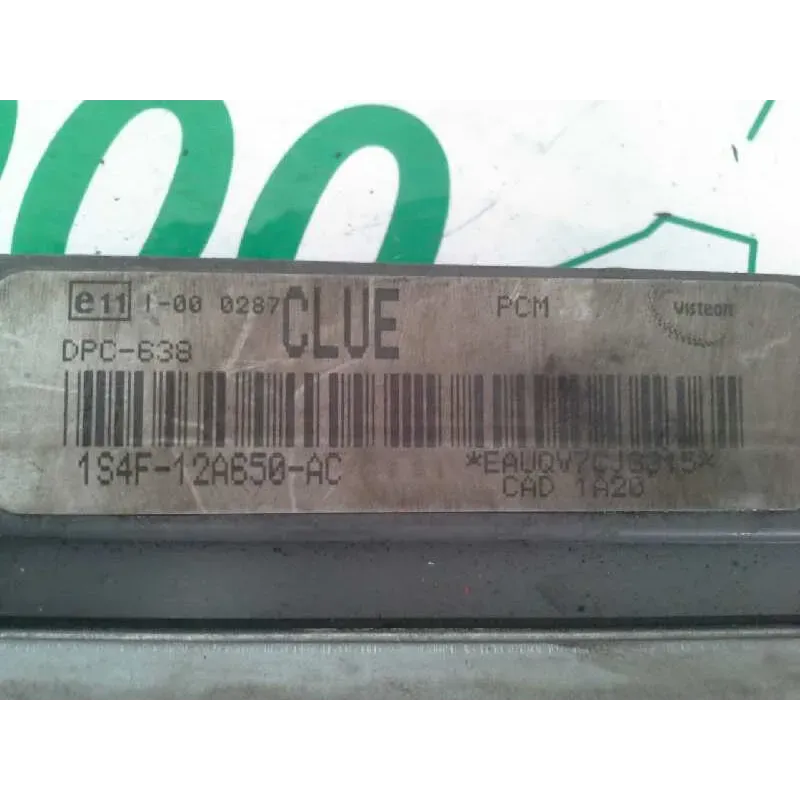 e11 I-00 0287 CLUE PCM Visteon
DPC-638
1S4F-12A650-AC
CAD 1A20